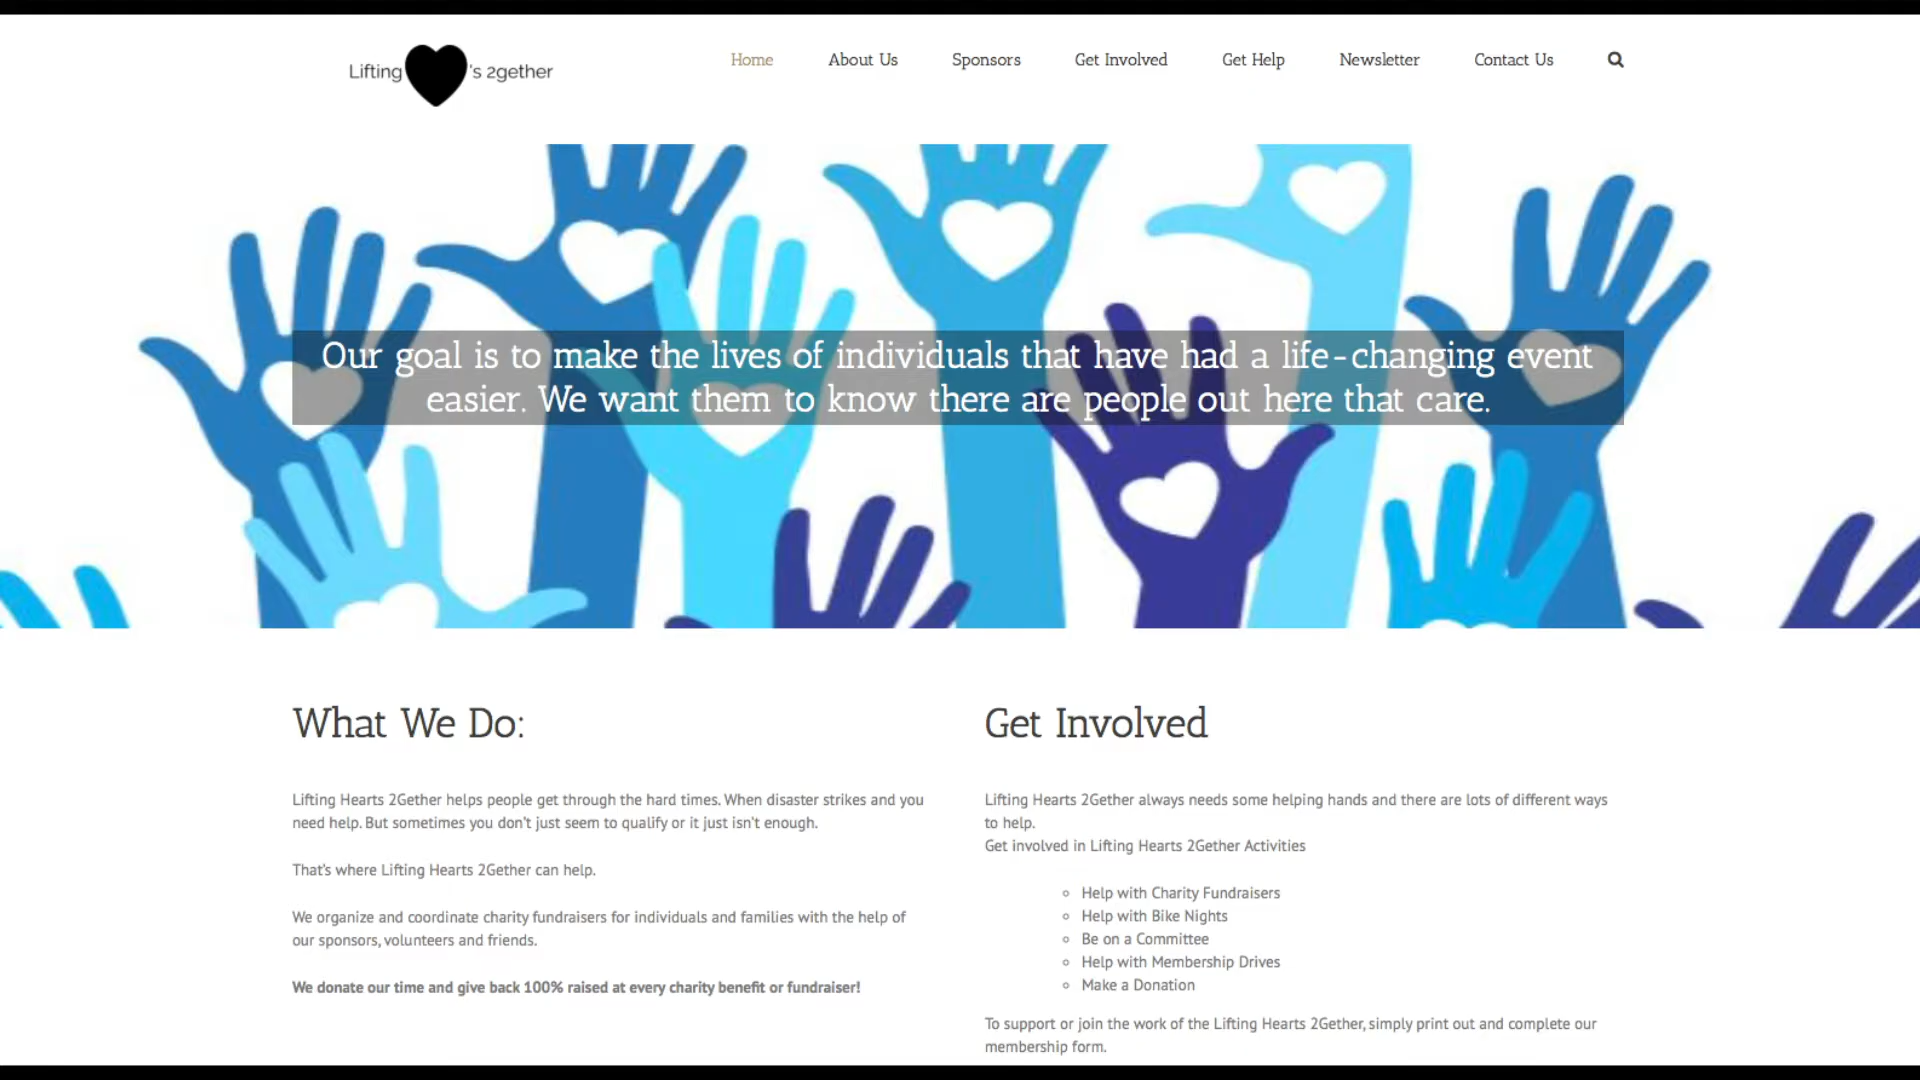 Lifting 's 2gether
Home About Us Sponsors Get Involved Get Help Newsletter Contact Us
Our goal is to make the lives of individuals that have had a life-changing event
easier. We want them to know there are people out here that care.
What We Do:
Lifting Hearts 2Gether helps people get through the hard times. When disaster strikes and you
need help. But sometimes you don't just seem to qualify or it just isn't enough.
That's where Lifting Hearts 2Gether can help.
We organize and coordinate charity fundraisers for individuals and families with the help of
our sponsors, volunteers and friends.
We donate our time and give back 100% raised at every charity benefit or fundraiser!
Get Involved
Lifting Hearts 2Gether always needs some helping hands and there are lots of different ways
to help.
Get involved in Lifting Hearts 2Gether Activities
Help with Charity Fundraisers
Help with Bike Nights
Be on a Committee
Help with Membership Drives
Make a Donation
To support or join the work of the Lifting Hearts 2Gether, simply print out and complete our
membership form.